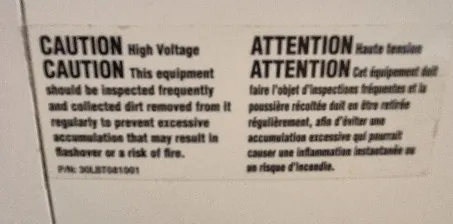 CAUTION High Voltage
CAUTION This equipment
should be inspected frequently
and collected dirt removed from it
regularly to prevent excessive
accumulation that may result in
flashover or a risk of fire.
P/N: 30LBT081001
ATTENTION Haute tension
ATTENTION Cet équipement doit
faire l'objet d'inspections fréquentes et la
poussière récoltée doit en être retirée
régulièrement, afin d'éviter une
accumulation excessive qui pourrait
causer une inflammation instantanée ou
un risque d'incendie.